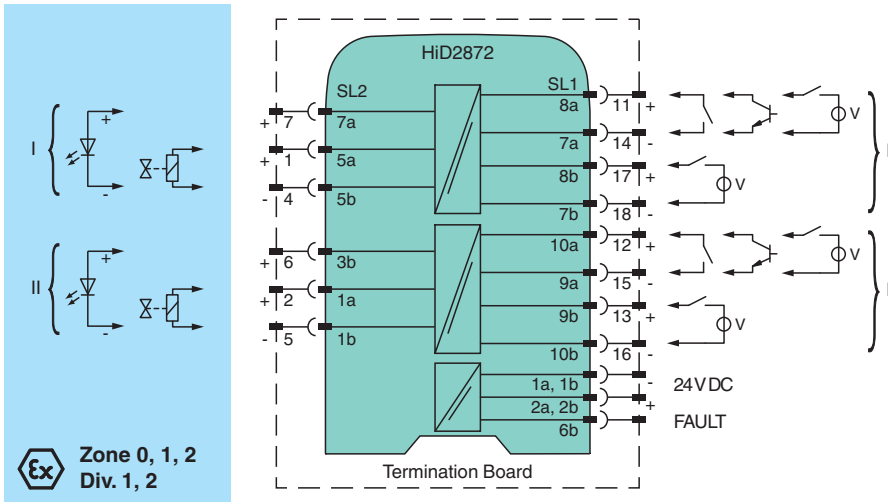 HiD2872
SL2 SL1
I + - + 7 7a 8a 11 + V
+ 1 5a 7a 14 -
- 4 5b 8b 17 + V
7b 18 -
II + - + 6 3b 10a 12 + V
+ 2 1a 9a 15 -
- 5 1b 9b 13 + V
10b 16 -
1a, 1b - 24 V DC
2a, 2b +
6b FAULT
Ex Zone 0, 1, 2
Div. 1, 2
Termination Board